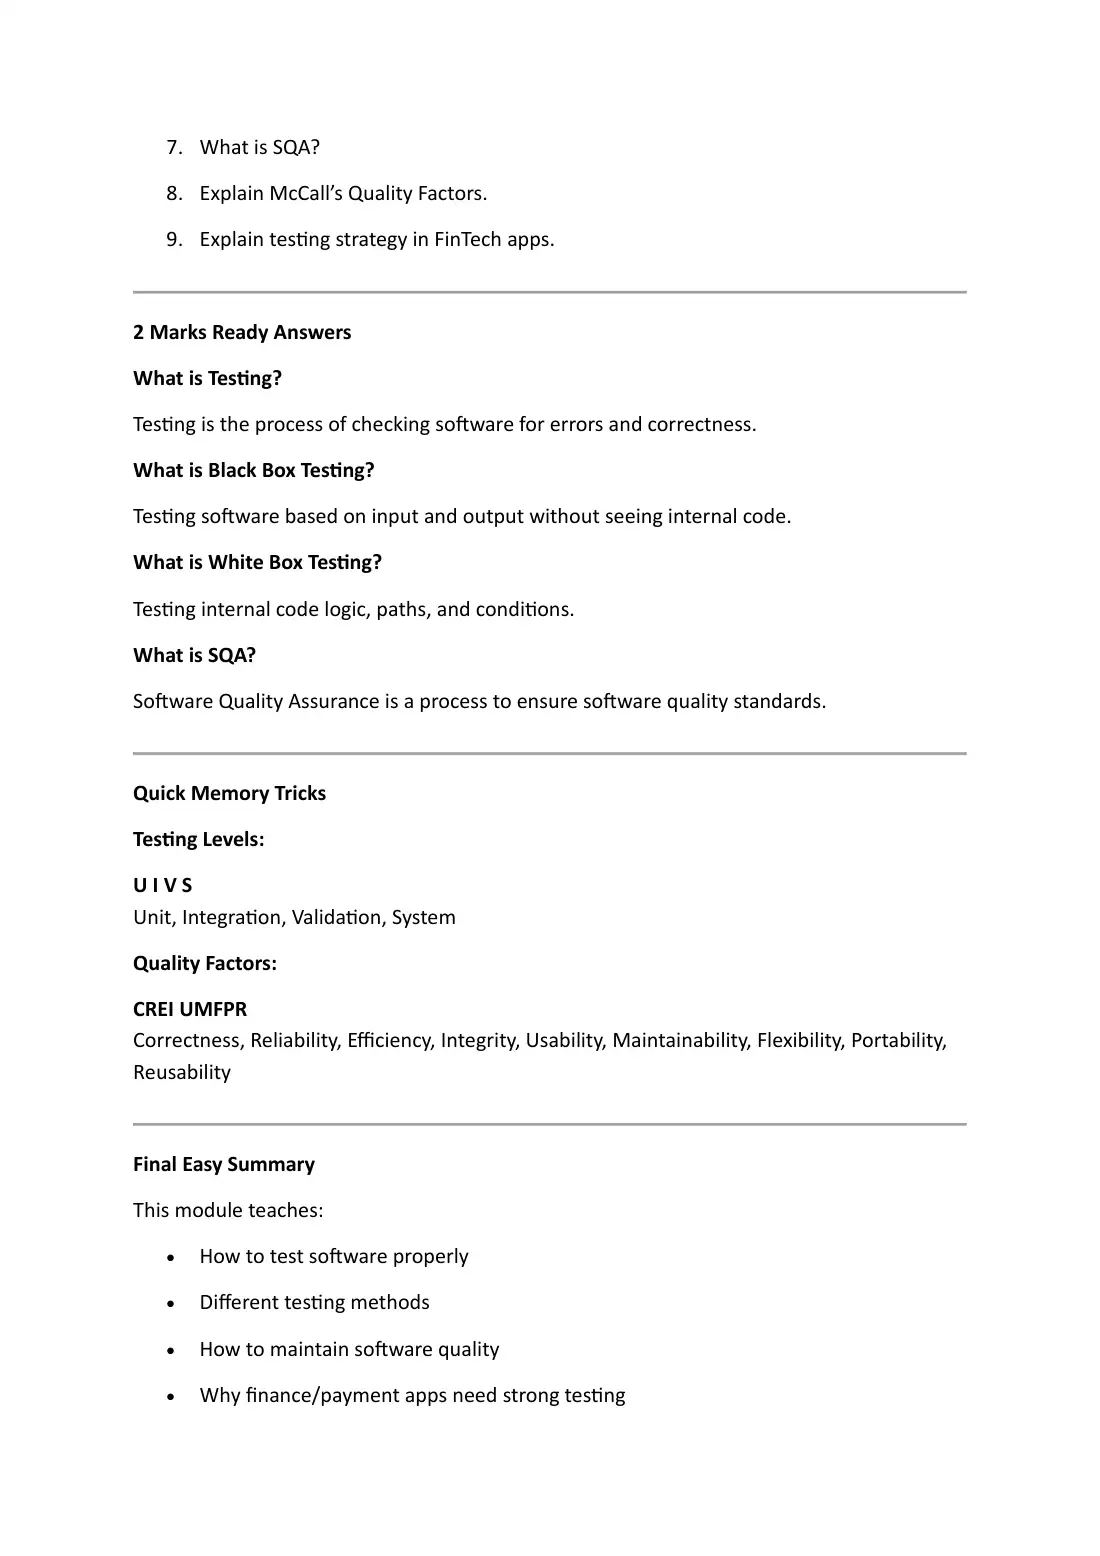 7. What is SQA?
8. Explain McCall’s Quality Factors.
9. Explain testing strategy in FinTech apps.
2 Marks Ready Answers
What is Testing?
Testing is the process of checking software for errors and correctness.
What is Black Box Testing?
Testing software based on input and output without seeing internal code.
What is White Box Testing?
Testing internal code logic, paths, and conditions.
What is SQA?
Software Quality Assurance is a process to ensure software quality standards.
Quick Memory Tricks
Testing Levels:
U I V S
Unit, Integration, Validation, System
Quality Factors:
CREI UMFPR
Correctness, Reliability, Efficiency, Integrity, Usability, Maintainability, Flexibility, Portability,
Reusability
Final Easy Summary
This module teaches:
• How to test software properly
• Different testing methods
• How to maintain software quality
• Why finance/payment apps need strong testing